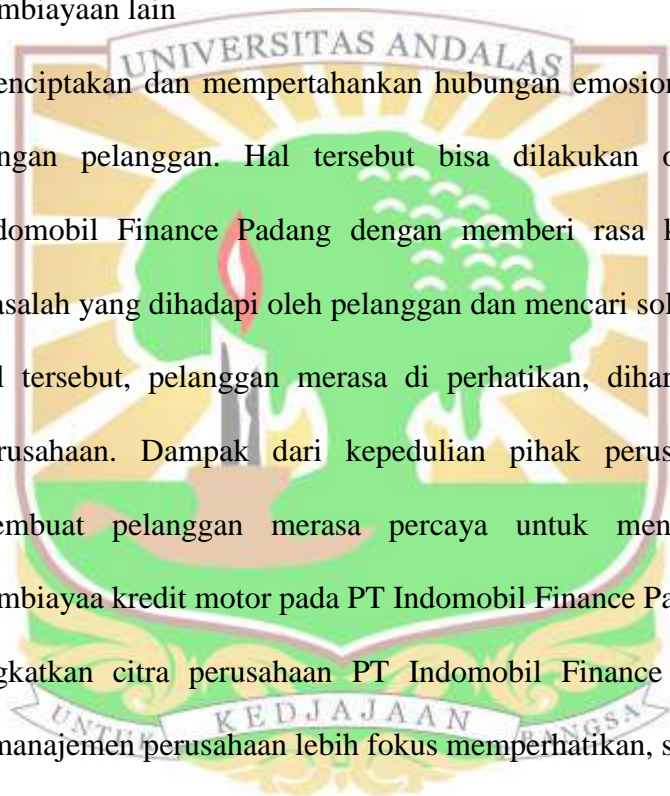 mbiayaan lain
UNIVERSITAS ANDALAS
enciptakan dan mempertahankan hubungan emosion
ngan pelanggan. Hal tersebut bisa dilakukan o
domobil Finance Padang dengan memberi rasa k
asalah yang dihadapi oleh pelanggan dan mencari sol
l tersebut, pelanggan merasa di perhatikan, dihar
rusahaan. Dampak dari kepedulian pihak perus
embuat pelanggan merasa percaya untuk men
mbiayaa kredit motor pada PT Indomobil Finance Pa
gkatkan citra perusahaan PT Indomobil Finance
UNTUK KEDJAJAAN BANGSA
manajemen perusahaan lebih fokus memperhatikan, s